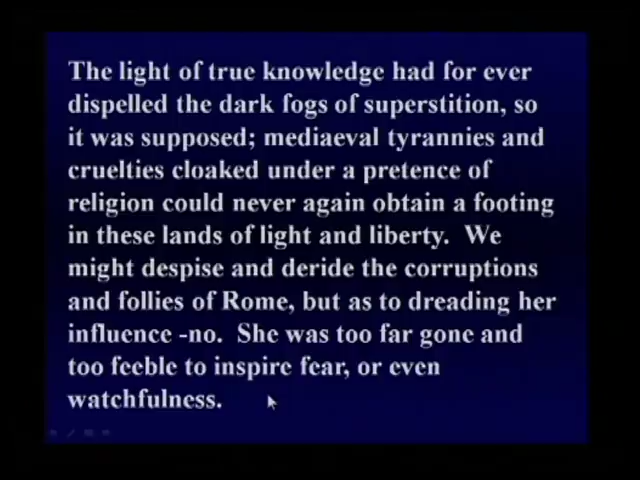 The light of true knowledge had for ever
dispelled the dark fogs of superstition, so
it was supposed; mediaeval tyrannies and
cruelties cloaked under a pretence of
religion could never again obtain a footing
in these lands of light and liberty.  We
might despise and deride the corruptions
and follies of Rome, but as to dreading her
influence -no.  She was too far gone and
too feeble to inspire fear, or even
watchfulness.